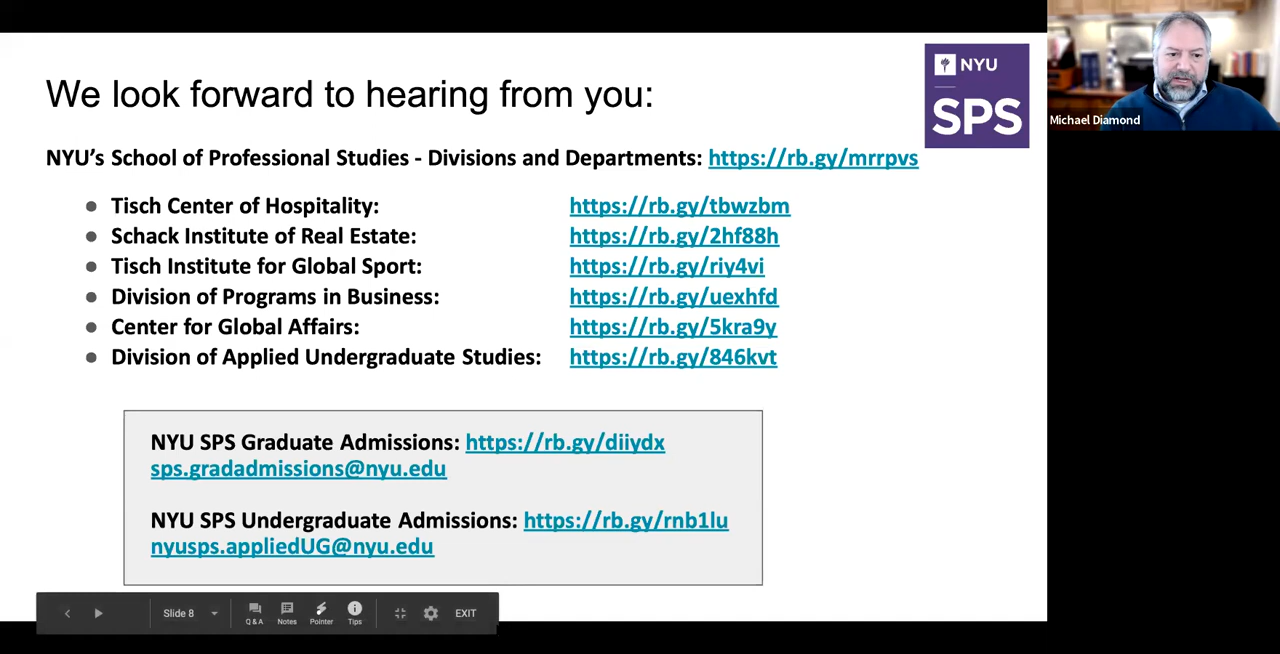 We look forward to hearing from you:
NYU
SPS
Michael Diamond
NYU's School of Professional Studies - Divisions and Departments: https://rb.gy/mrrpvs
● Tisch Center of Hospitality: https://rb.gy/tbwzbm
● Schack Institute of Real Estate: https://rb.gy/2hf88h
● Tisch Institute for Global Sport: https://rb.gy/riy4vi
● Division of Programs in Business: https://rb.gy/uexhfd
● Center for Global Affairs: https://rb.gy/5kra9y
● Division of Applied Undergraduate Studies: https://rb.gy/846kvt
NYU SPS Graduate Admissions: https://rb.gy/diiydx
sps.gradadmissions@nyu.edu
NYU SPS Undergraduate Admissions: https://rb.gy/rnb1lu
nyusps.appliedUG@nyu.edu
Slide 8
Q & A Notes Pointer Tips
EXIT